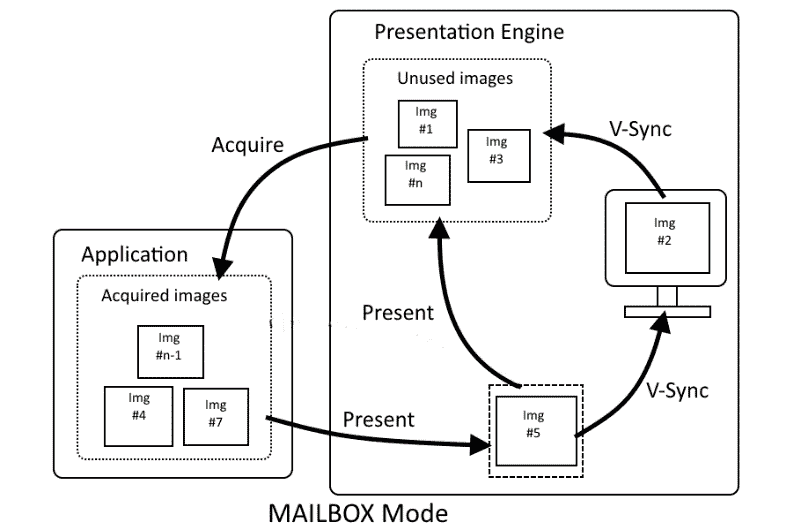 Presentation Engine
Unused images
Img
#1
Img
#3
Img
#n
V-Sync
Acquire
Img
#2
Application
Acquired images
Img
#n-1
Img
#4
Img
#7
Present
Present
Img
#5
V-Sync
MAILBOX Mode